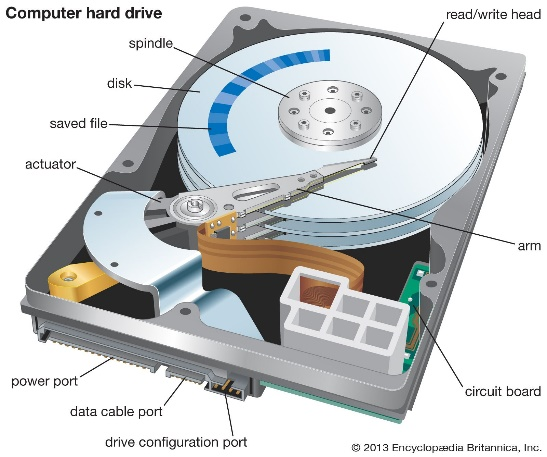 Computer hard drive
read/write head
spindle
disk
saved file
actuator
arm
power port
circuit board
data cable port
drive configuration port
© 2013 Encyclopædia Britannica, Inc.